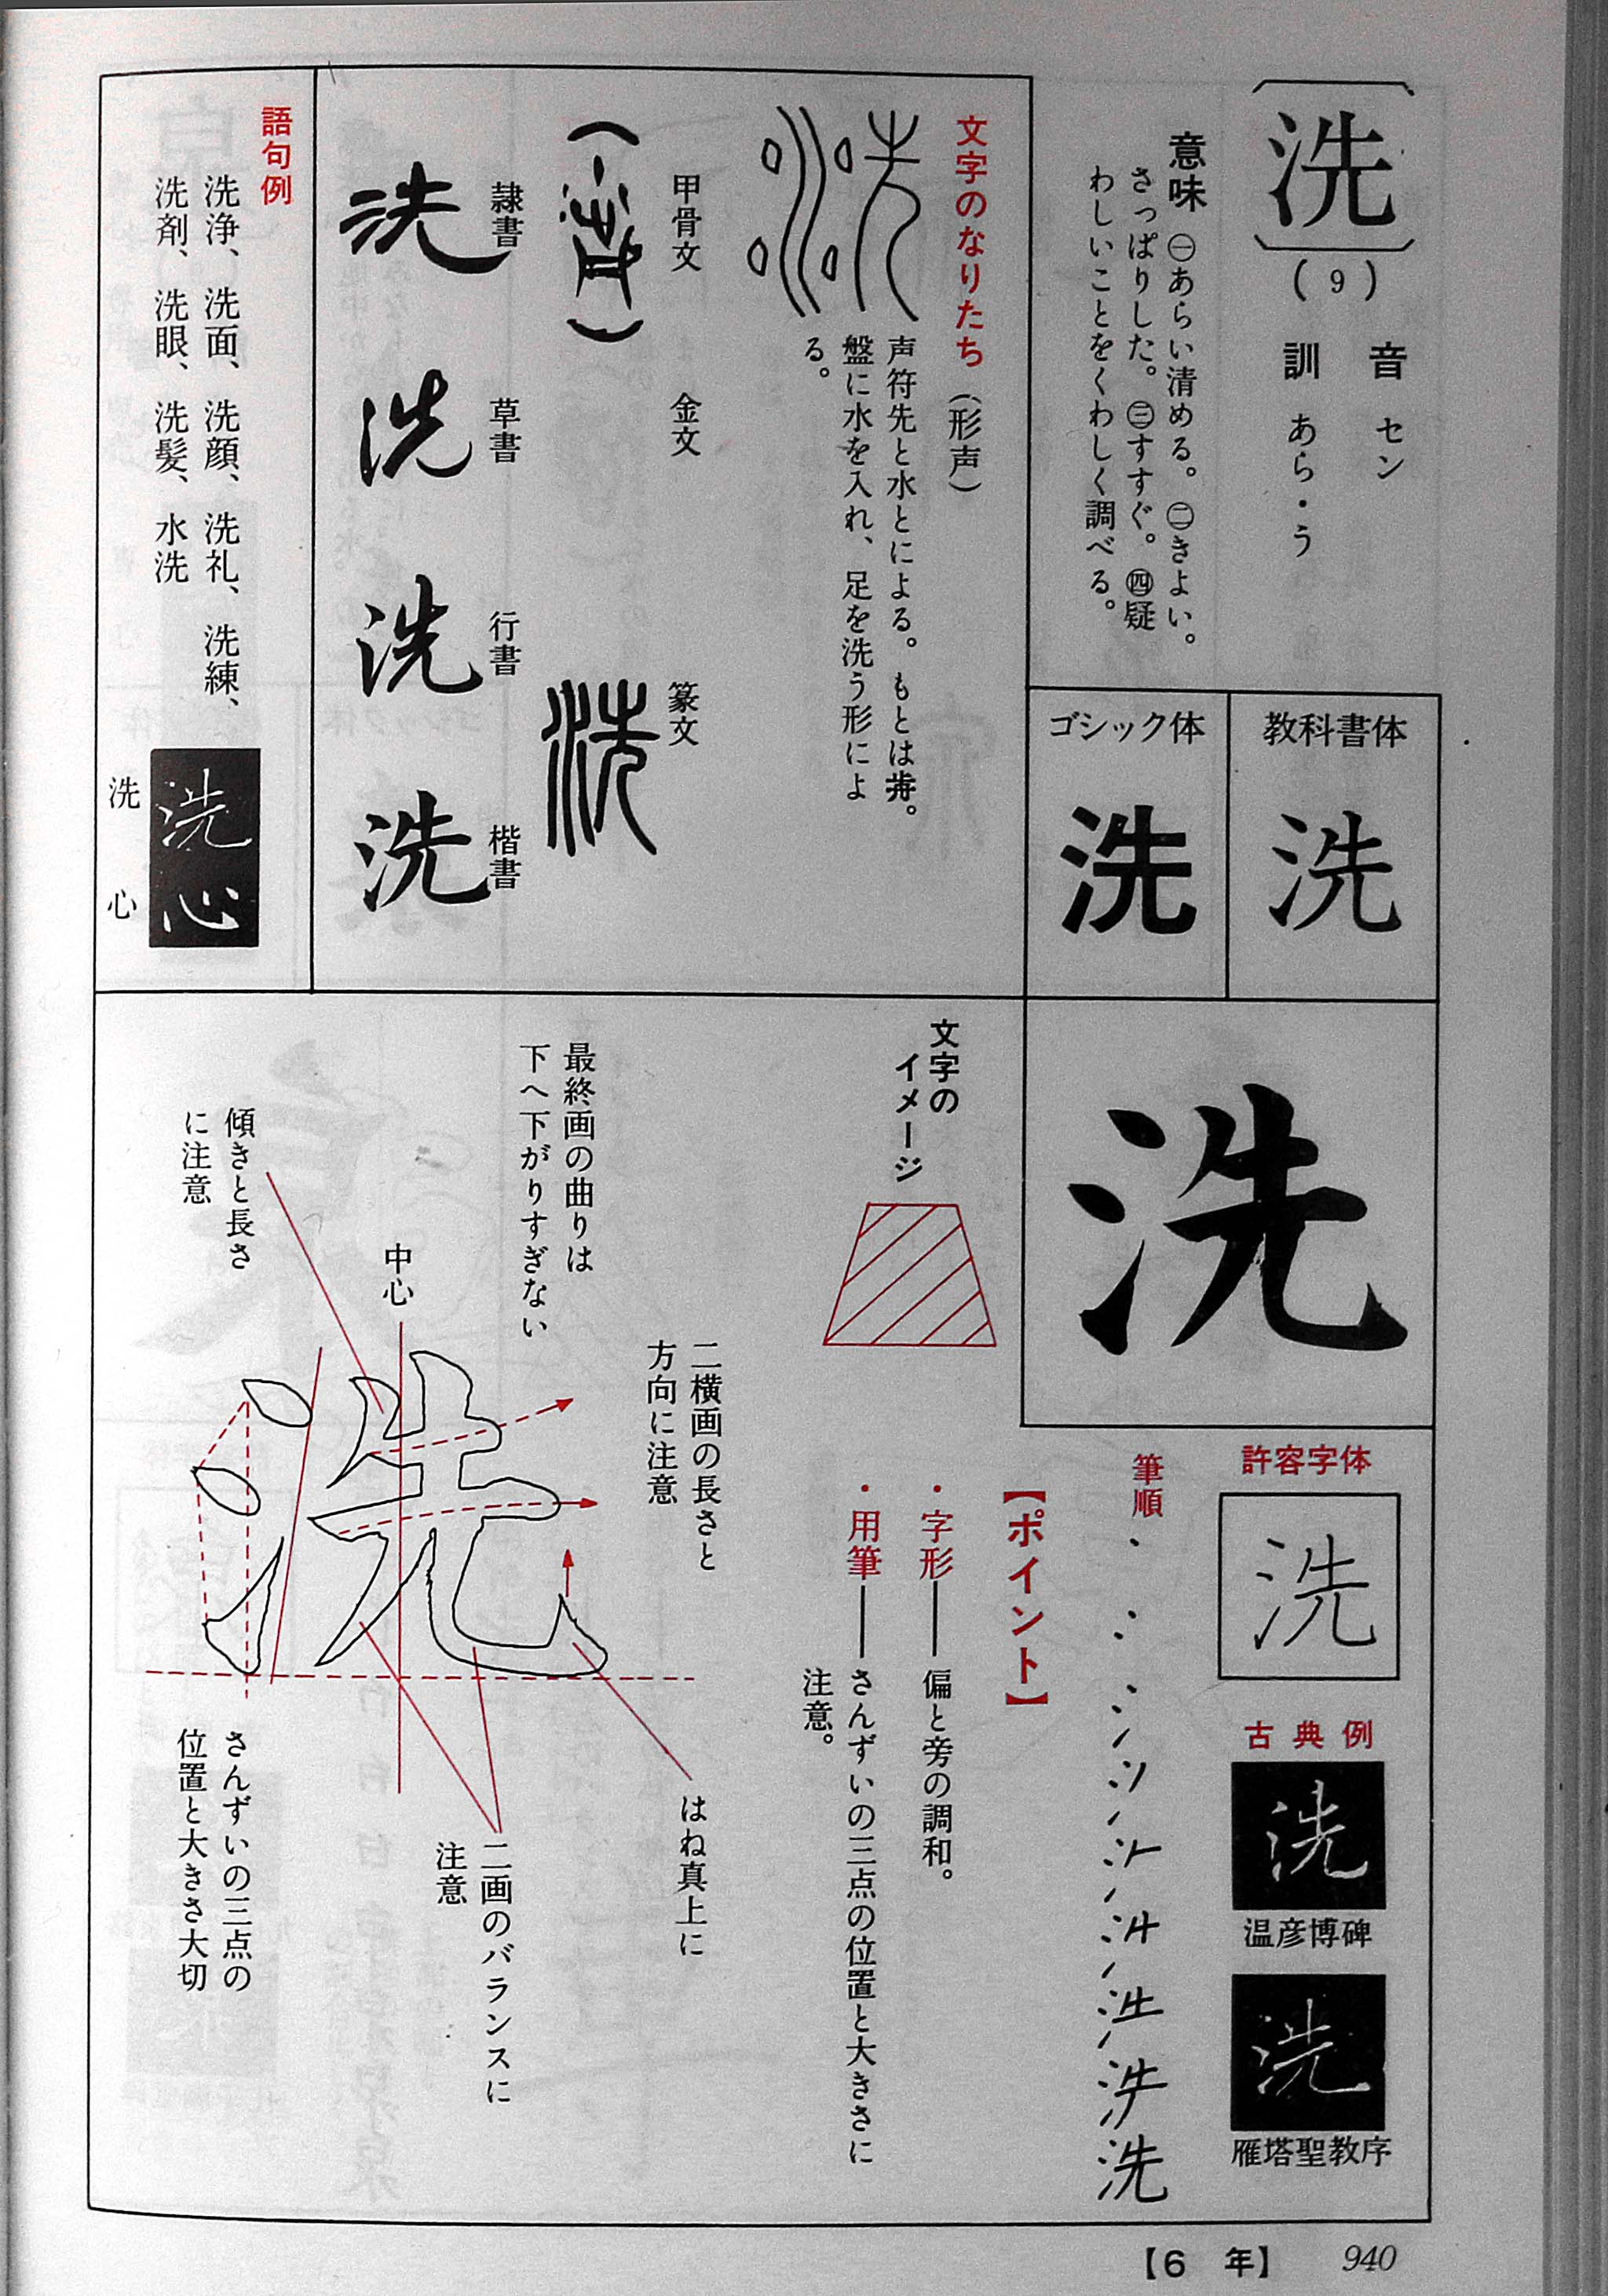 洗
(9)
音 セン
訓 あら・う
意味 ㊀あらい清める。㊁きよい。
さっぱりした。㊂すすぐ。㊃疑
わしいことをくわしく調べる。
教科書体
洗
ゴシック体
洗
洗
許容字体
洗
古典例
洗
温彦博碑
洗
雁塔聖教序
筆順
洗
文字のなりたち（形声）
声符先と水とによる。もとは歬。
盤に水を入れ、足を洗う形によ
る。
甲骨文
金文
篆文
洗
隷書
洗
草書
洗
行書
洗
楷書
洗
語句例
洗浄、洗面、洗顔、洗礼、洗練、
洗剤、洗眼、洗髪、水洗
洗心
洗心
文字の
イメージ
【ポイント】
・字形——偏と旁の調和。
・用筆——さんずいの三点の位置と大きさに
注意。
二横画の長さと
方向に注意
はね真上に
最終画の曲りは
下へ下がりすぎない
二画のバランスに
注意
中心
傾きと長さ
に注意
さんずいの三点の
位置と大きさ大切
【6 年】
940